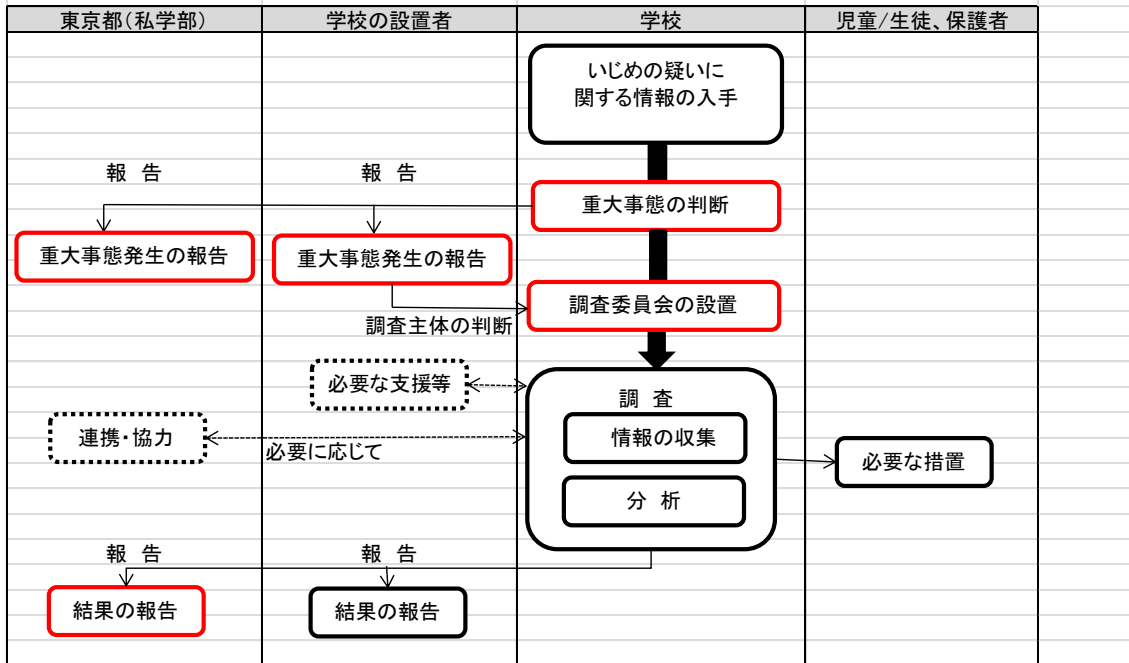 東京都(私学部)
学校の設置者
学校
児童/生徒、保護者
いじめの疑いに
関する情報の入手
報 告
報 告
重大事態の判断
重大事態発生の報告
重大事態発生の報告
調査委員会の設置
調査主体の判断
必要な支援等
調 査
連携・協力
情報の収集
必要に応じて
必要な措置
分 析
報 告
報 告
結果の報告
結果の報告